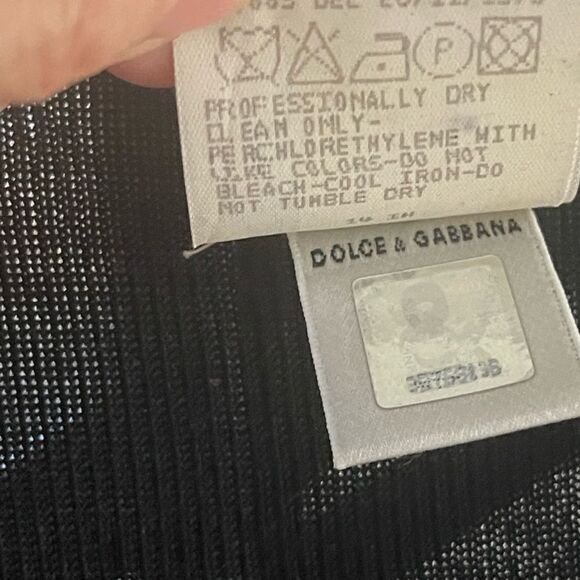 P
PROFESSIONALLY DRY
CLEAN ONLY-
PERCHLORETHYLENE WITH
LIKE COLORS-DO NOT
BLEACH-COOL IRON-DO
NOT TUMBLE DRY
DOLCE & GABBANA